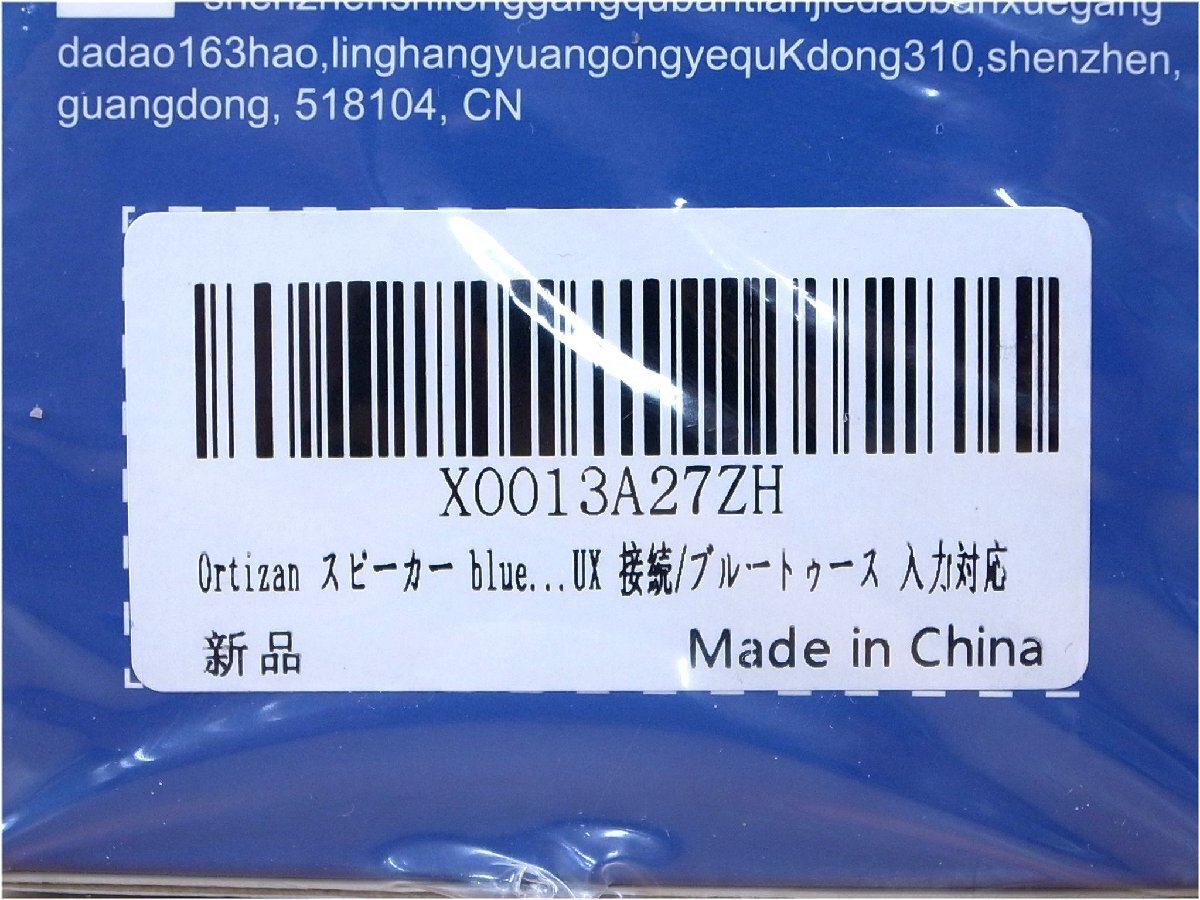 shenzhenshilonggangqubantianjiedaobanxuegang
dadao163hao,linghangyuangongyequKdong310,shenzhen,
guangdong, 518104, CN
X0013A27ZH
Ortizan スピーカー blue...UX 接続/ブルートゥース 入力対応
新品
Made in China